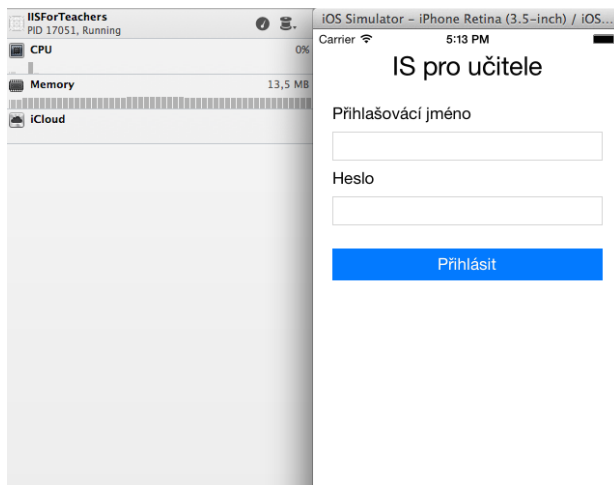 IISForTeachers
PID 17051, Running
CPU 0%
Memory 13,5 MB
iCloud
iOS Simulator – iPhone Retina (3.5–inch) / iOS...
Carrier 5:13 PM
IS pro učitele
Přihlašovácí jméno
Heslo
Přihlásit